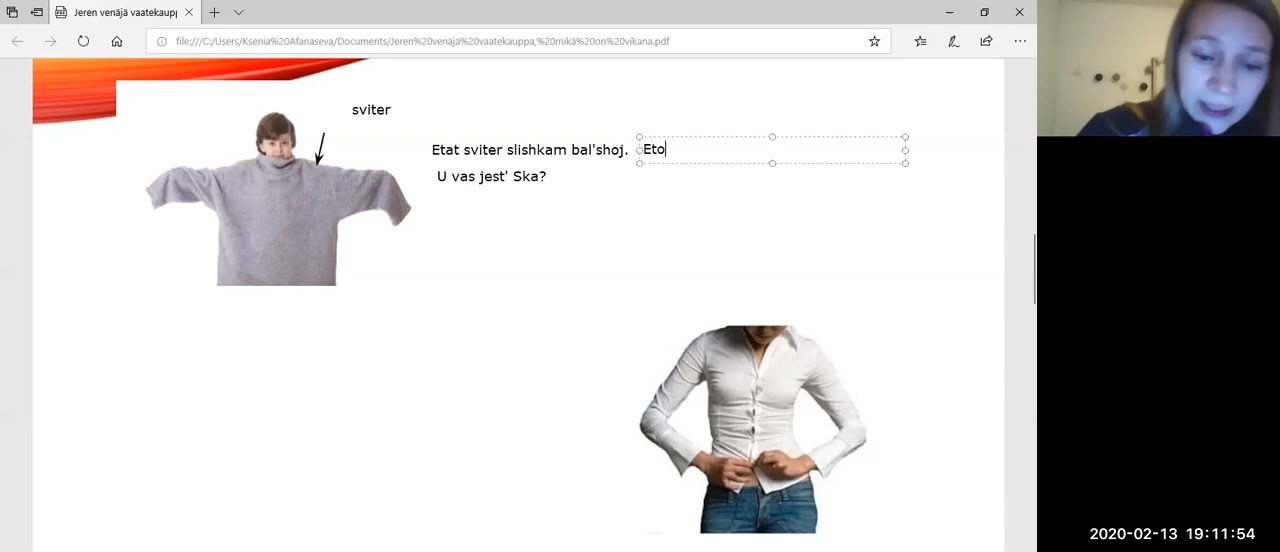 Jeren venäjä vaatekaupp
file:///C:/Users/Ksenia%20Afanaseva/Documents/Jeren%20venäjä%20vaatekauppa,%20mikä%20on%20vikana.pdf
sviter
Etat sviter slishkam bal'shoj. Eto
U vas jest' Ska?
2020-02-13 19:11:54